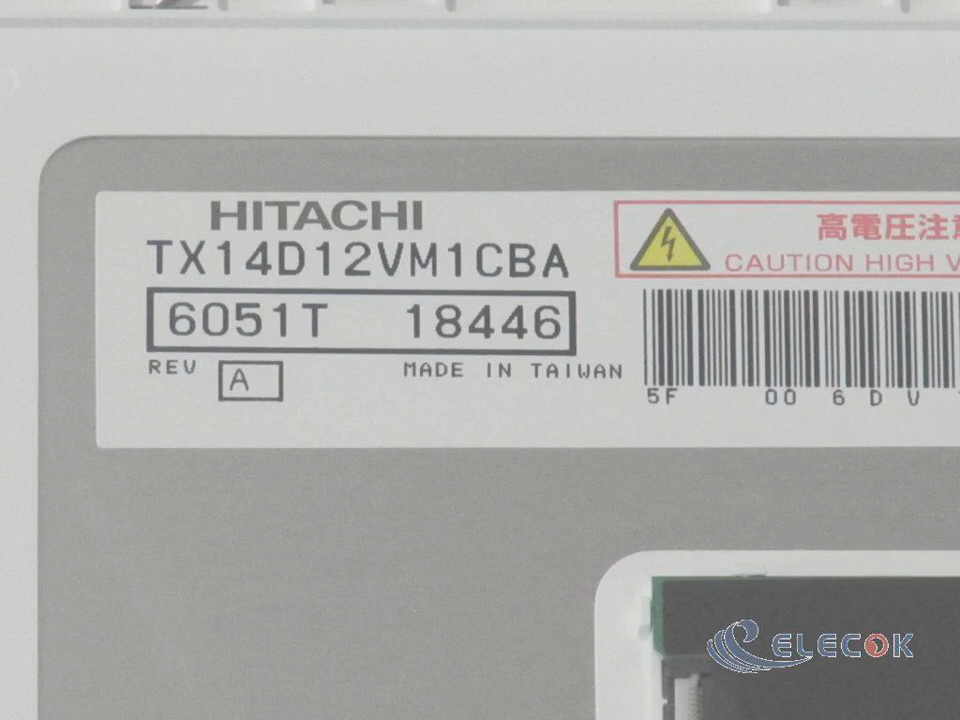 HITACHI
TX14D12VM1CBA
6051T 18446
REV A
MADE IN TAIWAN
高電圧注
CAUTION HIGH
5F 00 6 D V
ELECOK